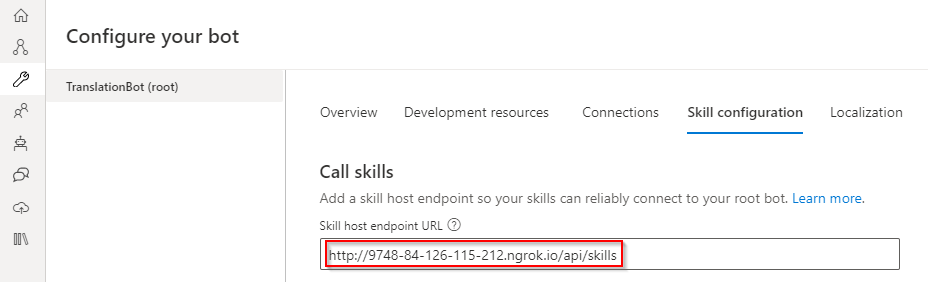 Configure your bot
TranslationBot (root)
Overview Development resources Connections Skill configuration Localization
Call skills
Add a skill host endpoint so your skills can reliably connect to your root bot. Learn more.
Skill host endpoint URL ?
http://9748-84-126-115-212.ngrok.io/api/skills